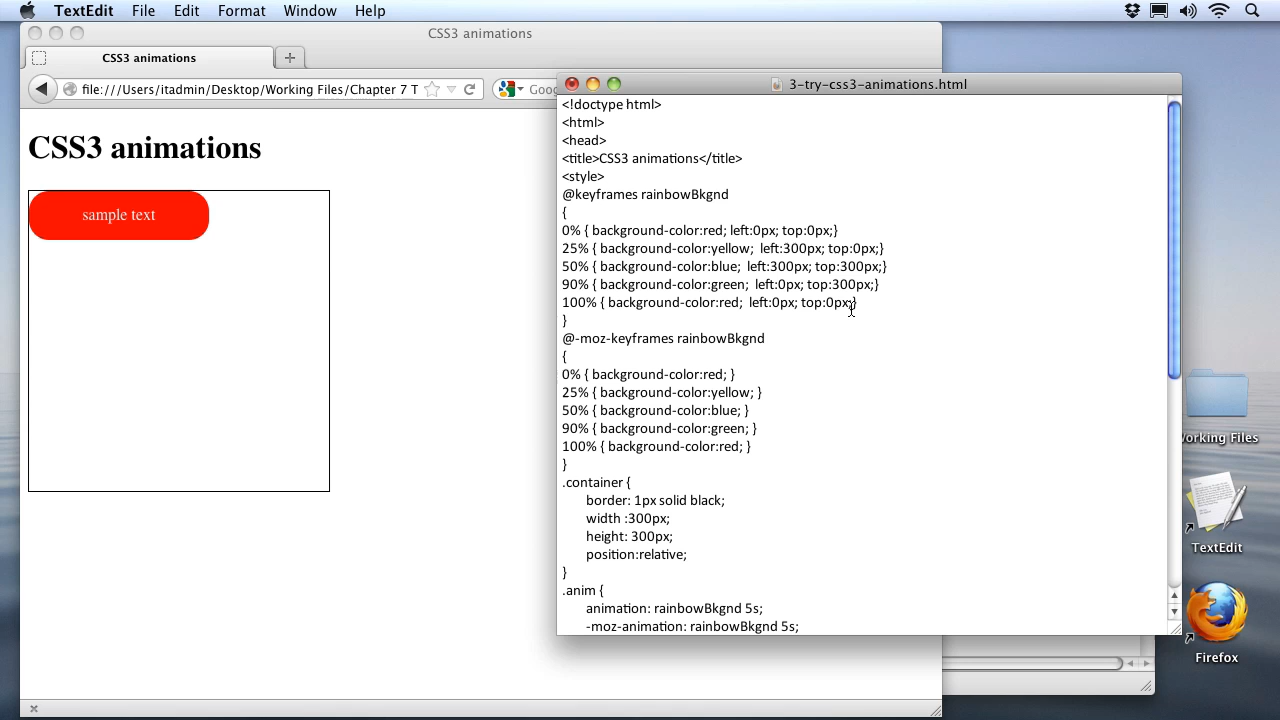 TextEdit File Edit Format Window Help
CSS3 animations
CSS3 animations
file:///Users/itadmin/Desktop/Working Files/Chapter 7 T
Goo
CSS3 animations
sample text
3-try-css3-animations.html
<!doctype html>
<html>
<head>
<title>CSS3 animations</title>
<style>
@keyframes rainbowBkgnd
{
0% { background-color:red; left:0px; top:0px;}
25% { background-color:yellow;  left:300px; top:0px;}
50% { background-color:blue;  left:300px; top:300px;}
90% { background-color:green;  left:0px; top:300px;}
100% { background-color:red;  left:0px; top:0px;}
}
@-moz-keyframes rainbowBkgnd
{
0% { background-color:red; }
25% { background-color:yellow; }
50% { background-color:blue; }
90% { background-color:green; }
100% { background-color:red; }
}
.container {
border: 1px solid black;
width :300px;
height: 300px;
position:relative;
}
.anim {
animation: rainbowBkgnd 5s;
-moz-animation: rainbowBkgnd 5s;
Working Files
TextEdit
Firefox